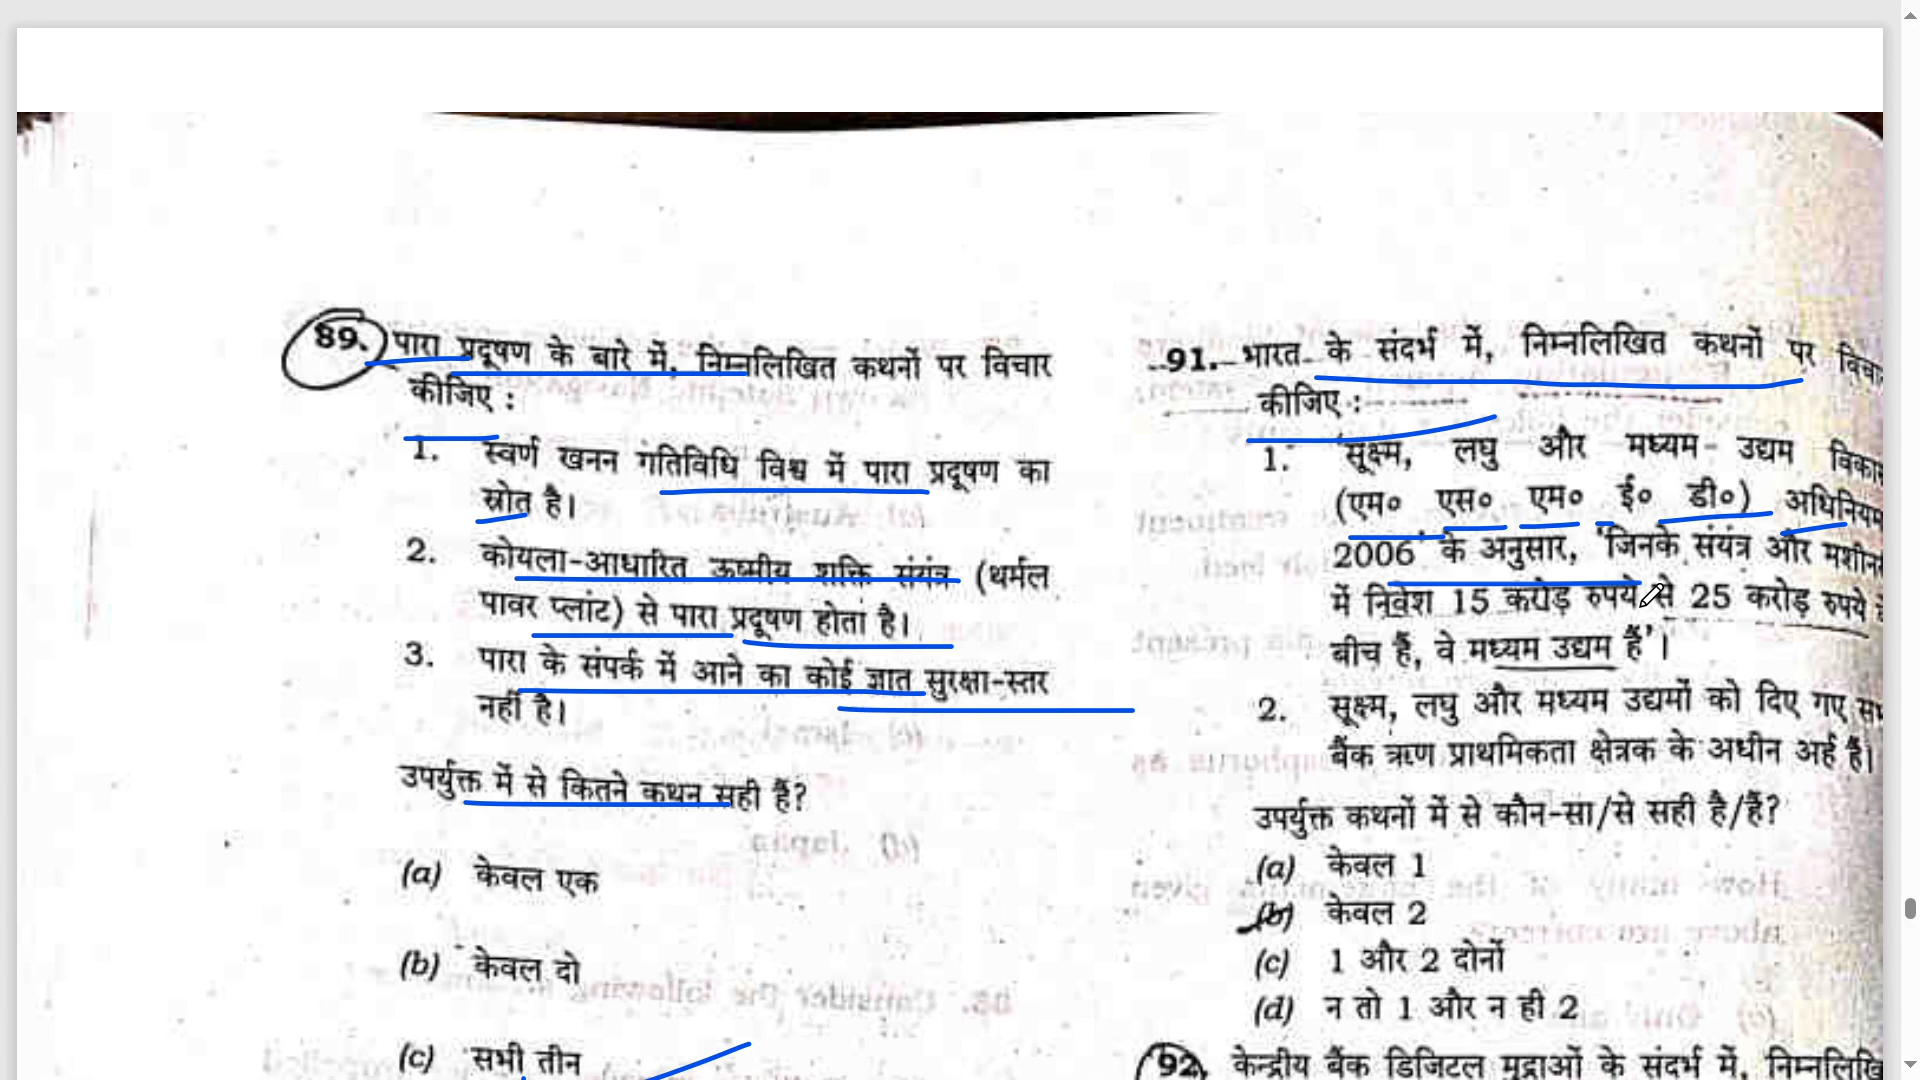 89. पारा प्रदूषण के बारे में, निम्नलिखित कथनों पर विचार
कीजिए :
1. स्वर्ण खनन गतिविधि विश्व में पारा प्रदूषण का
स्रोत है।
2. कोयला-आधारित ऊष्मीय शक्ति संयंत्र (थर्मल
पावर प्लांट) से पारा प्रदूषण होता है।
3. पारा के संपर्क में आने का कोई ज्ञात सुरक्षा-स्तर
नहीं है।
उपर्युक्त में से कितने कथन सही हैं?
(a) केवल एक
(b) केवल दो
(c) सभी तीन
91. भारत के संदर्भ में, निम्नलिखित कथनों पर
कीजिए :
1. 'सूक्ष्म, लघु और मध्यम उद्यम
(एम० एस० एम० ई० डी०) अधिनियम
2006' के अनुसार, 'जिनके संयंत्र और
में निवेश 15 करोड़ रुपये से 25 करोड़ रुपये
बीच हैं, वे मध्यम उद्यम हैं'।
2. सूक्ष्म, लघु और मध्यम उद्यमों को दिए गए
बैंक ऋण प्राथमिकता क्षेत्रक के अधीन अर्ह हैं।
उपर्युक्त कथनों में से कौन-सा/से सही है/हैं?
(a) केवल 1
(b) केवल 2
(c) 1 और 2 दोनों
(d) न तो 1 और न ही 2
92. केन्द्रीय बैंक डिजिटल मुद्राओं के संदर्भ में,